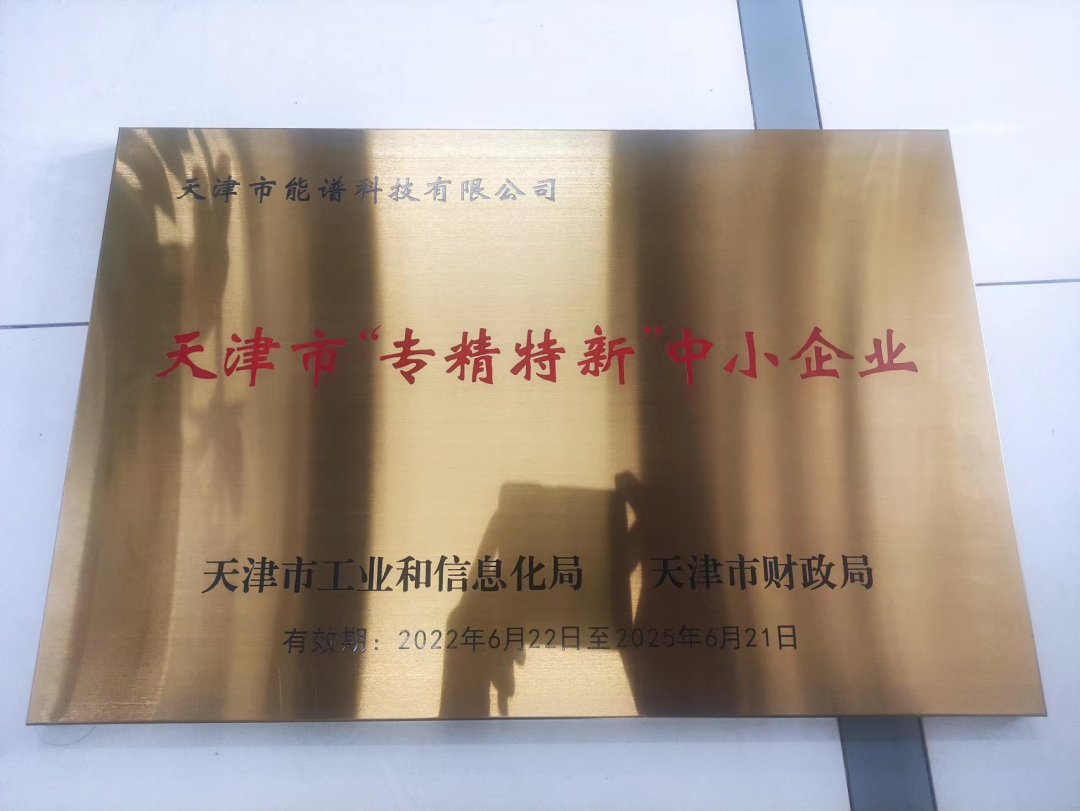 天津市能谱科技有限公司
天津市“专精特新”中小企业
天津市工业和信息化局 天津市财政局
有效期：2022年6月22日至2025年6月21日